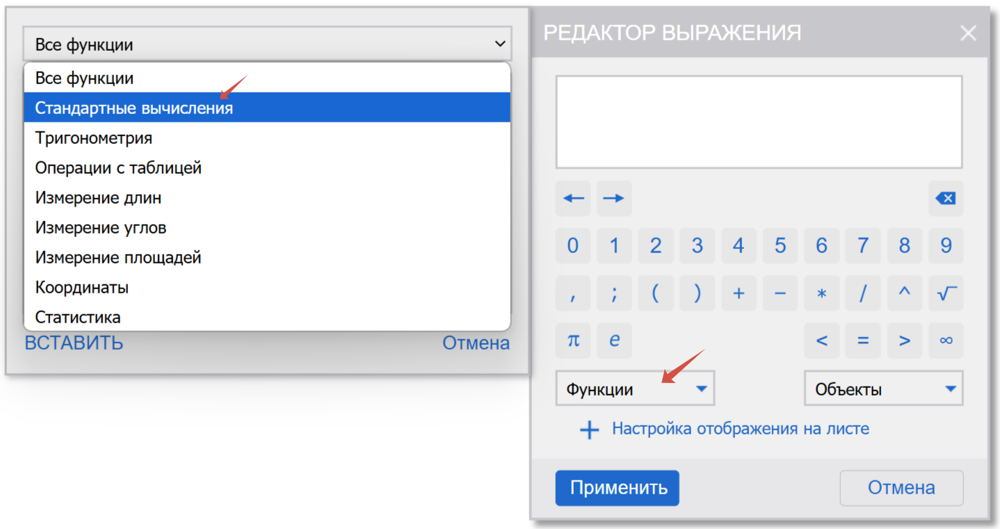 Все функции
Все функции
Стандартные вычисления
Тригонометрия
Операции с таблицей
Измерение длин
Измерение углов
Измерение площадей
Координаты
Статистика
ВСТАВИТЬ Отмена
РЕДАКТОР ВЫРАЖЕНИЯ
0 1 2 3 4 5 6 7 8 9
, ; ( ) + − * / ^ √
π e < = > ∞
Функции Объекты
+ Настройка отображения на листе
Применить Отмена